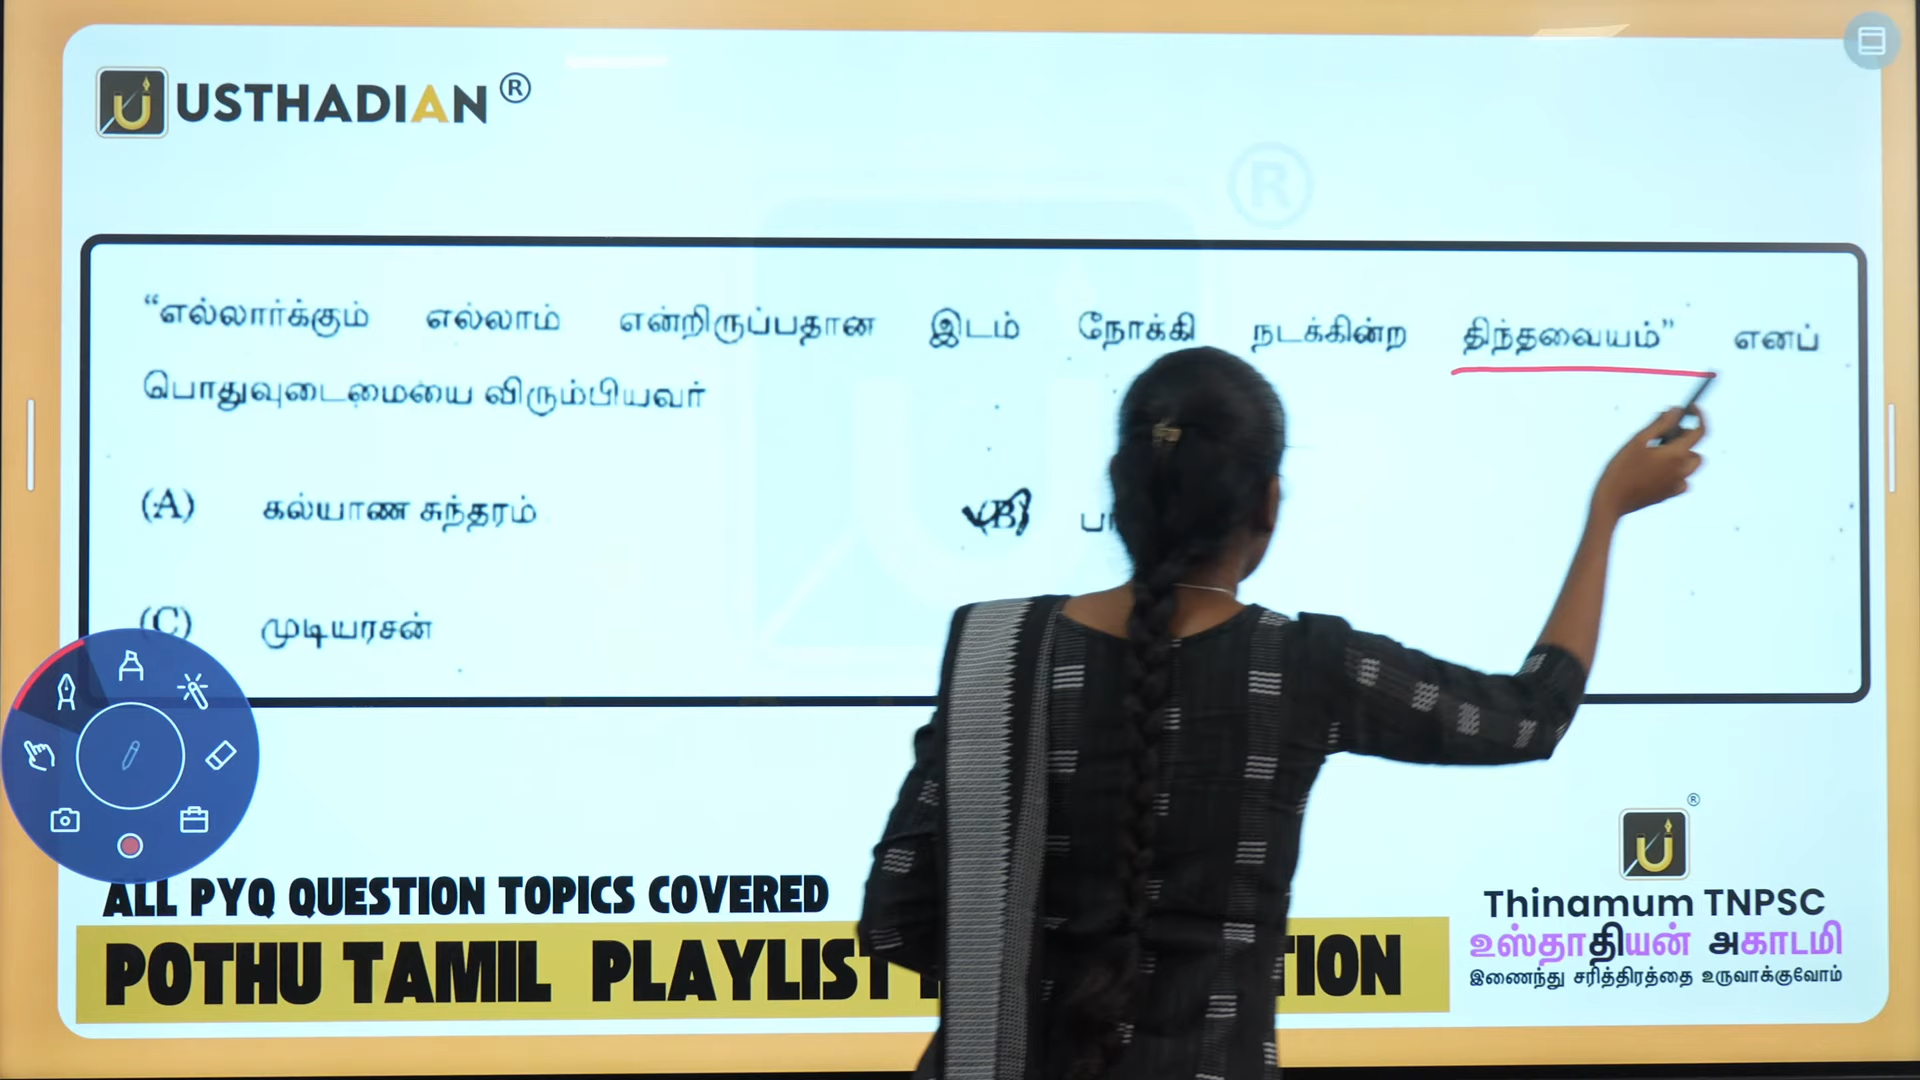 USTHADIAN ®
®
“எல்லார்க்கும் எல்லாம் என்றிருப்பதான இடம் நோக்கி நடக்கின்ற திந்தவையம்” எனப்
பொதுவுடைமையை விரும்பியவர்
(A) கல்யாண சுந்தரம்
(B)
(C) முடியரசன்
ALL PYQ QUESTION TOPICS COVERED
POTHU TAMIL PLAYLIST
®
Thinamum TNPSC
உஸ்தாதியன் அகாடமி
இணைந்து சரித்திரத்தை உருவாக்குவோம்